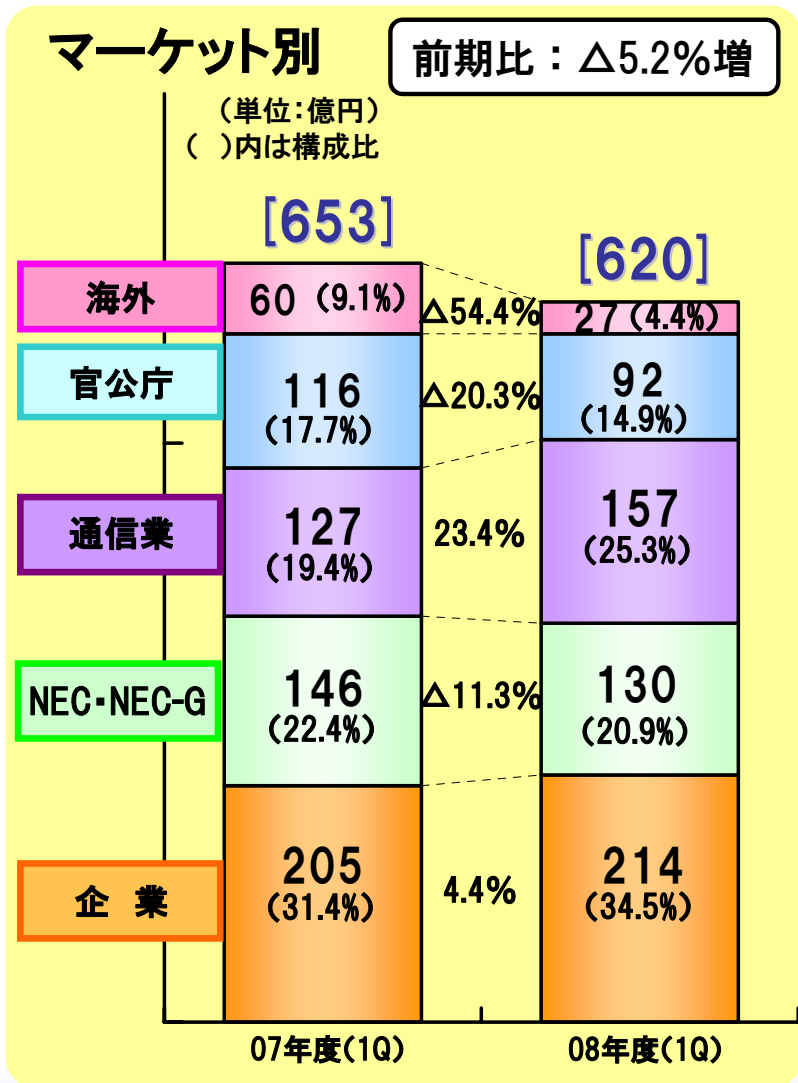 マーケット別
前期比：△5.2%増
（単位：億円）
（　）内は構成比
[653]
[620]
海外
60（9.1%）
△54.4%
27（4.4%）
官公庁
116
（17.7%）
△20.3%
92
（14.9%）
通信業
127
（19.4%）
23.4%
157
（25.3%）
NEC・NEC-G
146
（22.4%）
△11.3%
130
（20.9%）
企　業
205
（31.4%）
4.4%
214
（34.5%）
07年度（1Q）
08年度（1Q）